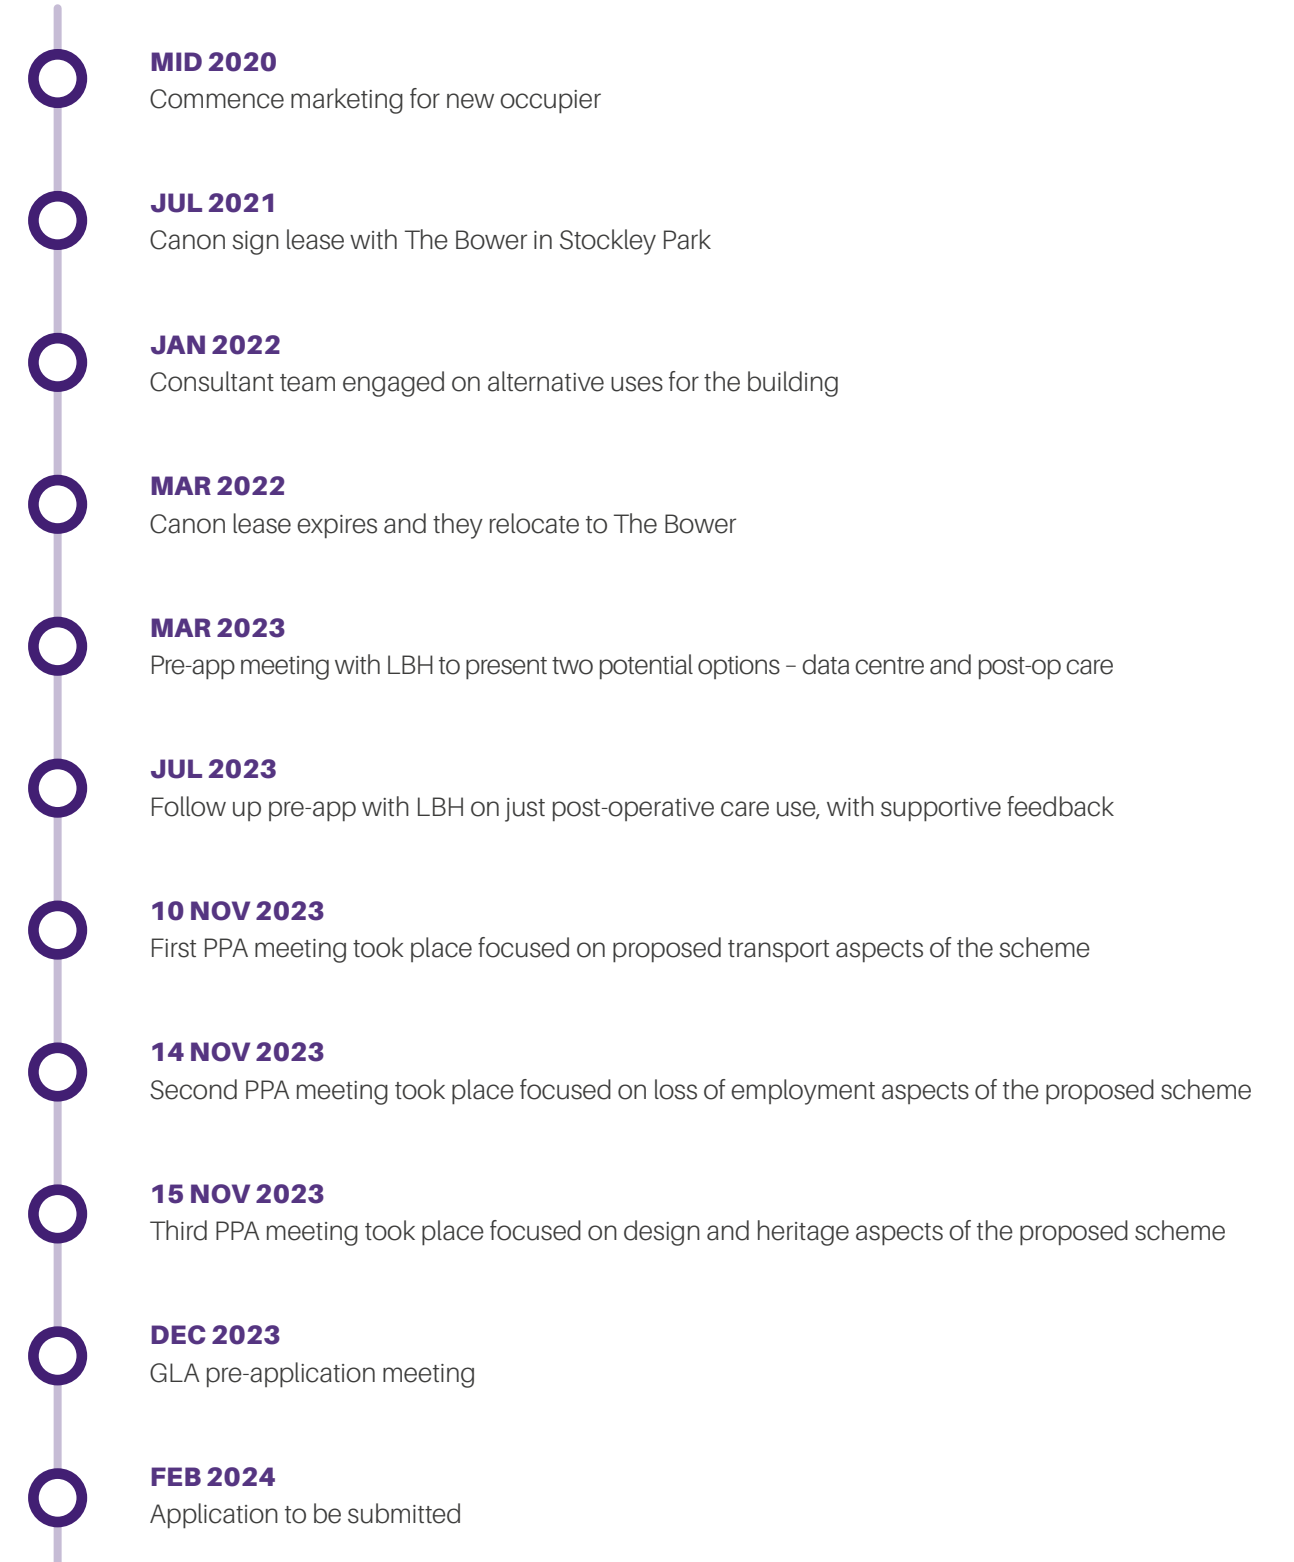 MID 2020
Commence marketing for new occupier
JUL 2021
Canon sign lease with The Bower in Stockley Park
JAN 2022
Consultant team engaged on alternative uses for the building
MAR 2022
Canon lease expires and they relocate to The Bower
MAR 2023
Pre-app meeting with LBH to present two potential options – data centre and post-op care
JUL 2023
Follow up pre-app with LBH on just post-operative care use, with supportive feedback
10 NOV 2023
First PPA meeting took place focused on proposed transport aspects of the scheme
14 NOV 2023
Second PPA meeting took place focused on loss of employment aspects of the proposed scheme
15 NOV 2023
Third PPA meeting took place focused on design and heritage aspects of the proposed scheme
DEC 2023
GLA pre-application meeting
FEB 2024
Application to be submitted